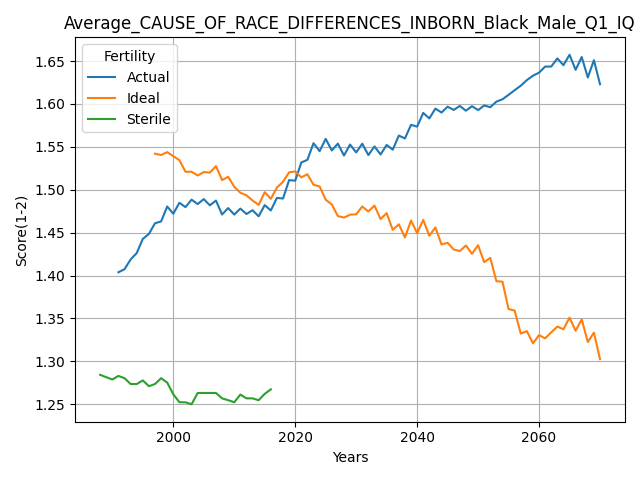 Average_CAUSE_OF_RACE_DIFFERENCES_INBORN_Black_Male_Q1_IQ
Fertility
Actual
Ideal
Sterile
1.65
1.60
1.55
1.50
1.45
1.40
1.35
1.30
1.25
Score(1-2)
2000 2020 2040 2060
Years